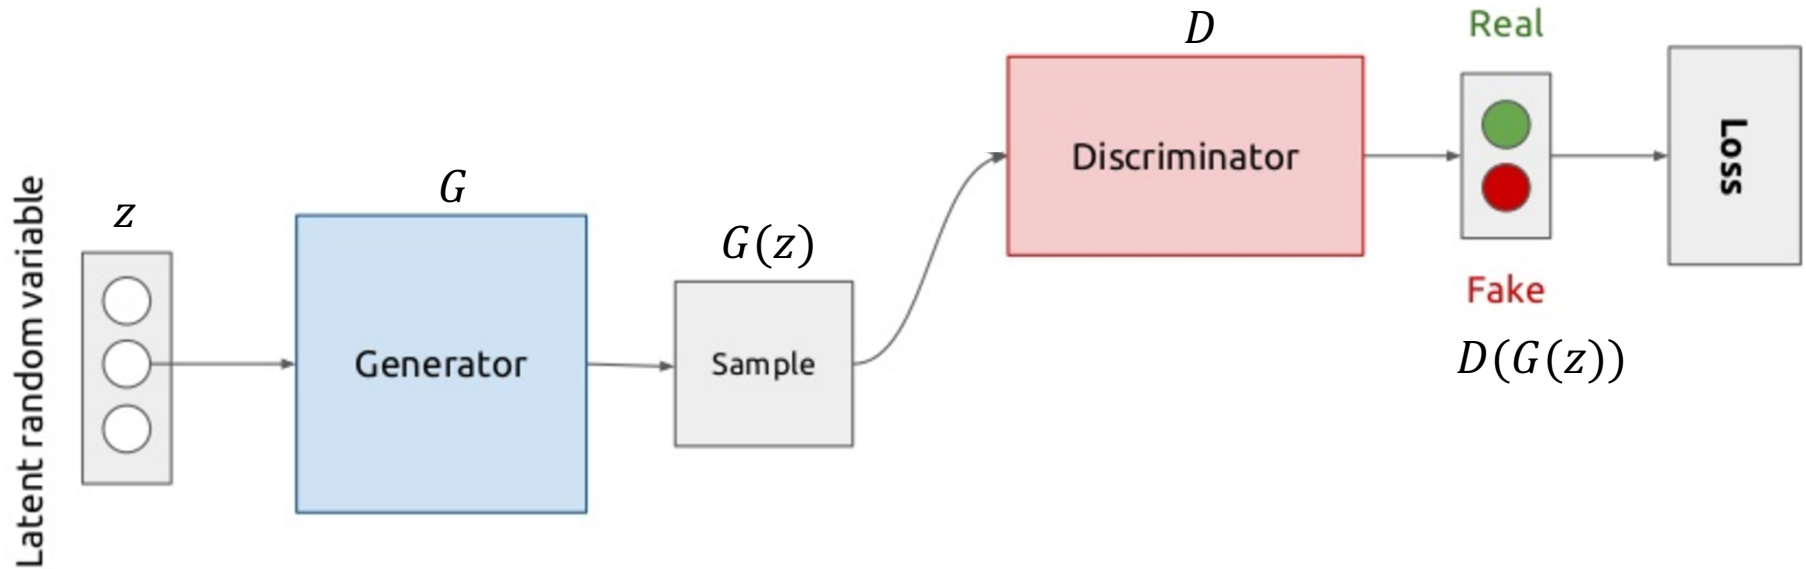 Latent random variable
z
G
Generator
G(z)
Sample
D
Discriminator
Real
Fake
D(G(z))
Loss